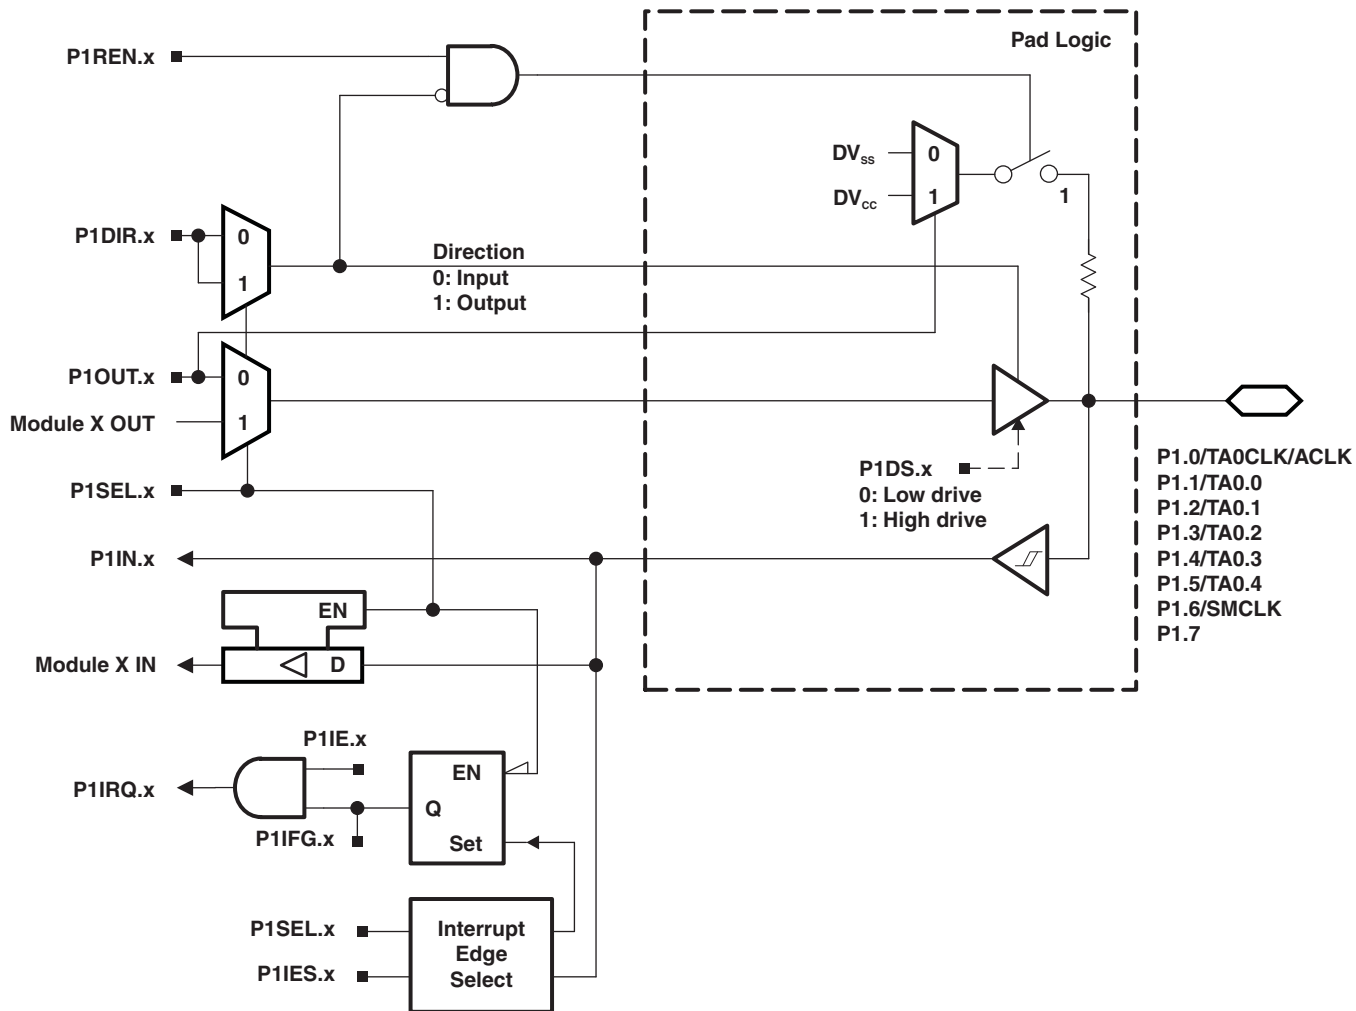 Pad Logic
P1REN.x
DVSS
0
DVCC
1
1
P1DIR.x
0
1
Direction
0: Input
1: Output
P1OUT.x
0
Module X OUT
1
P1SEL.x
P1DS.x
0: Low drive
1: High drive
P1.0/TA0CLK/ACLK
P1.1/TA0.0
P1.2/TA0.1
P1.3/TA0.2
P1.4/TA0.3
P1.5/TA0.4
P1.6/SMCLK
P1.7
P1IN.x
EN
Module X IN
D
P1IE.x
P1IRQ.x
EN
Q
P1IFG.x
Set
P1SEL.x
P1IES.x
Interrupt
Edge
Select